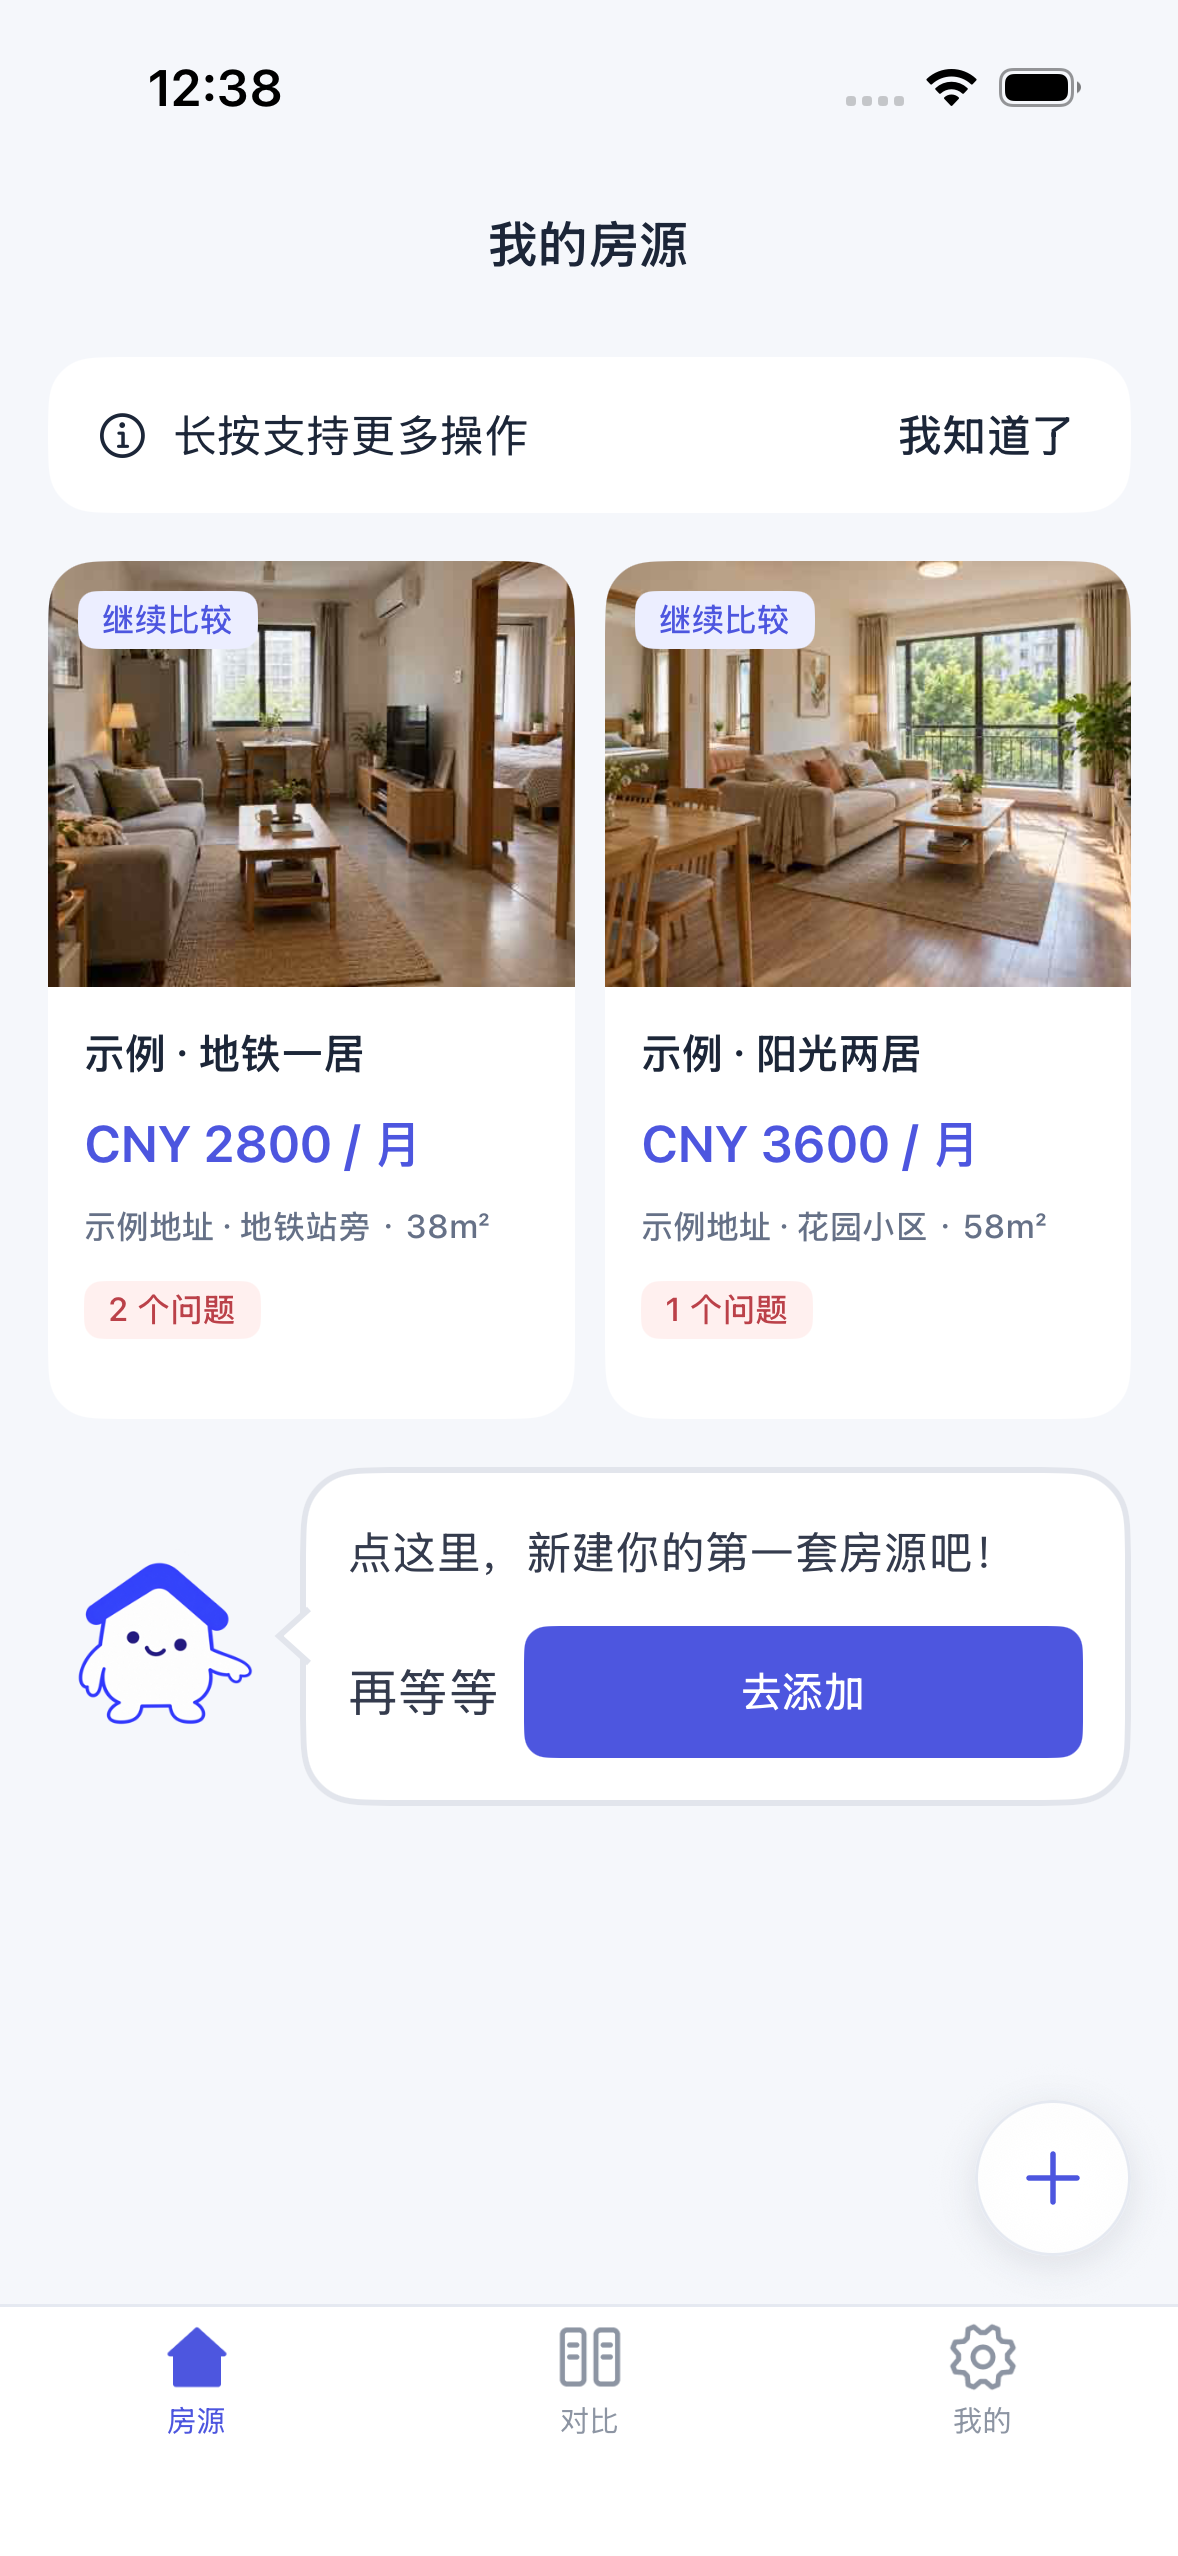 12:38
我的房源
长按支持更多操作
我知道了
继续比较
继续比较
示例 · 地铁一居
CNY 2800 / 月
示例地址 · 地铁站旁 · 38m²
2 个问题
示例 · 阳光两居
CNY 3600 / 月
示例地址 · 花园小区 · 58m²
1 个问题
点这里，新建你的第一套房源吧！
再等等
去添加
房源
对比
我的